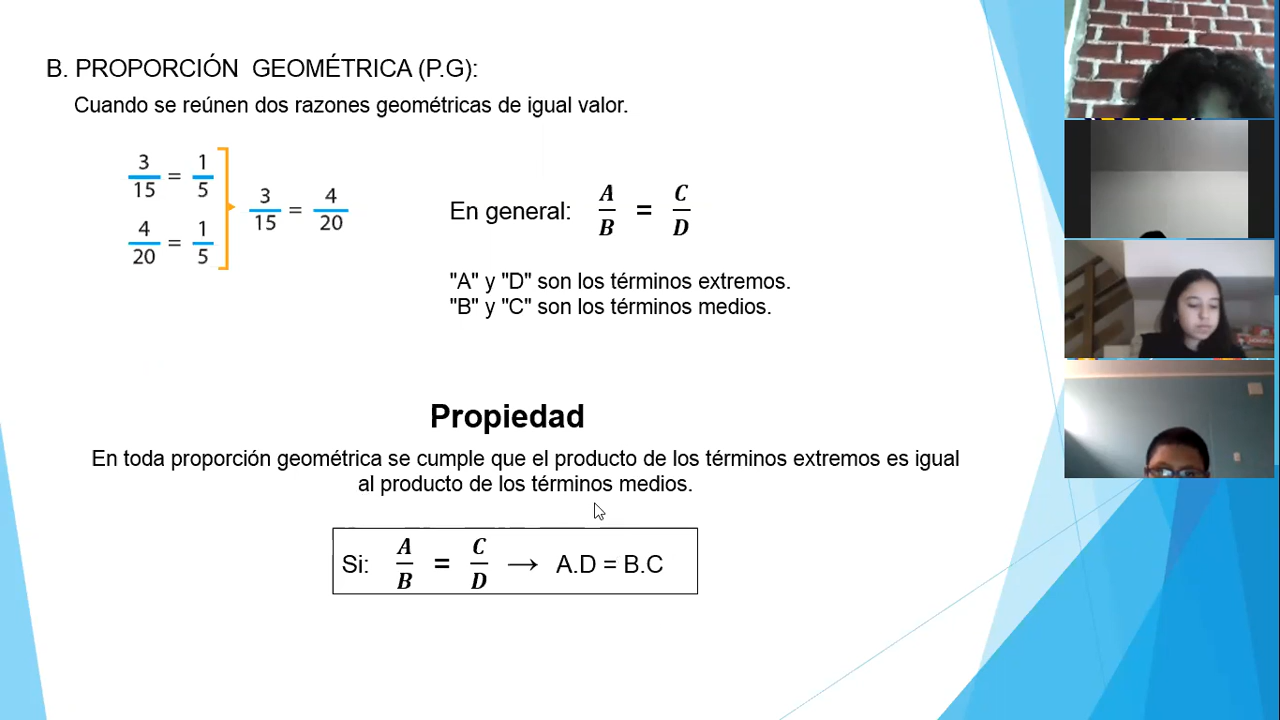 B. PROPORCIÓN GEOMÉTRICA (P.G):
Cuando se reúnen dos razones geométricas de igual valor.
3/15 = 1/5
4/20 = 1/5
3/15 = 4/20
En general: A/B = C/D
"A" y "D" son los términos extremos.
"B" y "C" son los términos medios.
Propiedad
En toda proporción geométrica se cumple que el producto de los términos extremos es igual
al producto de los términos medios.
Si: A/B = C/D → A.D = B.C